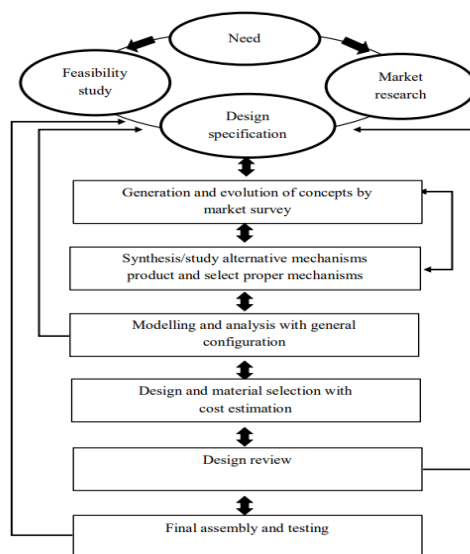 Need
Feasibility
study
Market
research
Design
specification
Generation and evolution of concepts by
market survey
Synthesis/study alternative mechanisms
product and select proper mechanisms
Modelling and analysis with general
configuration
Design and material selection with
cost estimation
Design review
Final assembly and testing